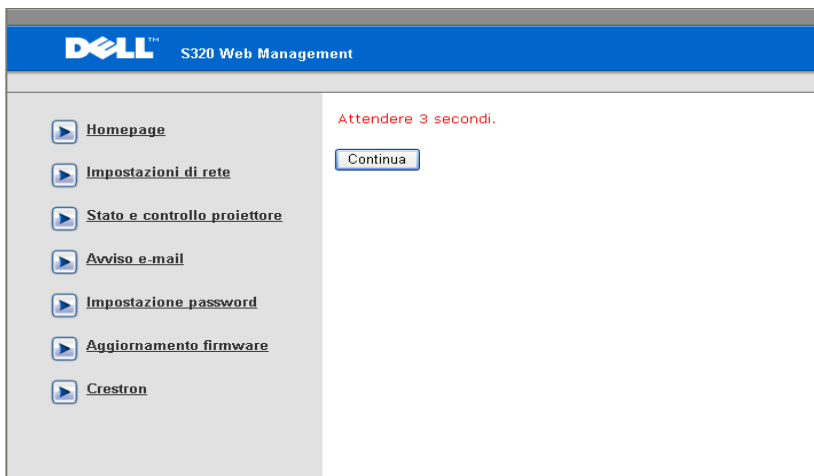 DELL™ S320 Web Management
Homepage
Impostazioni di rete
Stato e controllo proiettore
Avviso e-mail
Impostazione password
Aggiornamento firmware
Crestron
Attendere 3 secondi.
Continua